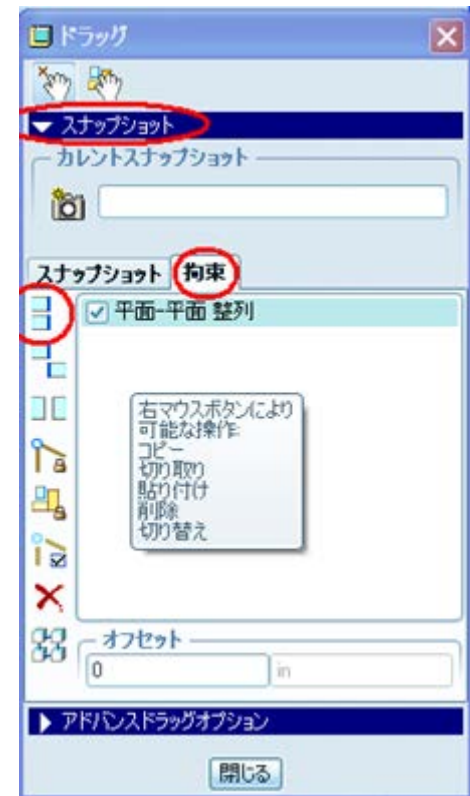 ドラッグ
スナップショット
カレントスナップショット
スナップショット 拘束
平面-平面 整列
右マウスボタンにより
可能な操作:
コピー
切り取り
貼り付け
削除
切り替え
オフセット
0 in
アドバンスドラッグオプション
閉じる